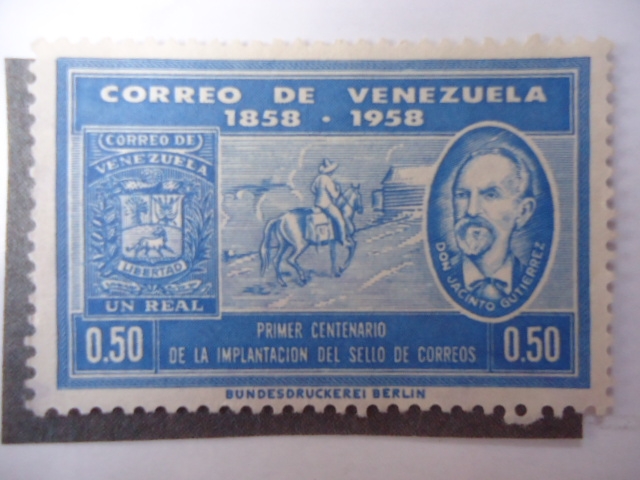 CORREO DE VENEZUELA
1858 · 1958
CORREO DE
VENEZUELA
LIBERTAD
UN REAL
DON JACINTO GUTIERREZ
0.50
PRIMER CENTENARIO
DE LA IMPLANTACION DEL SELLO DE CORREOS
0.50
BUNDESDRUCKEREI BERLIN